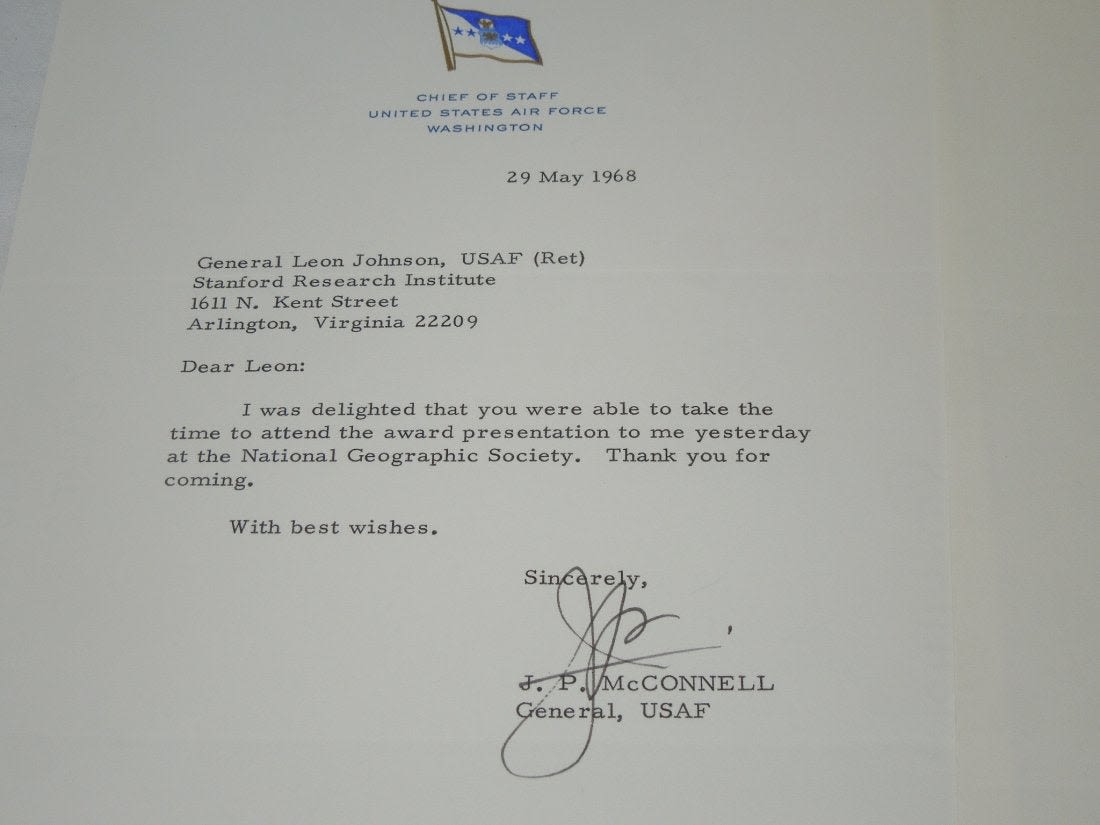 CHIEF OF STAFF
UNITED STATES AIR FORCE
WASHINGTON
29 May 1968
General Leon Johnson, USAF (Ret)
Stanford Research Institute
1611 N. Kent Street
Arlington, Virginia 22209
Dear Leon:
I was delighted that you were able to take the
time to attend the award presentation to me yesterday
at the National Geographic Society. Thank you for
coming.
With best wishes.
Sincerely,
J. P. McCONNELL
General, USAF